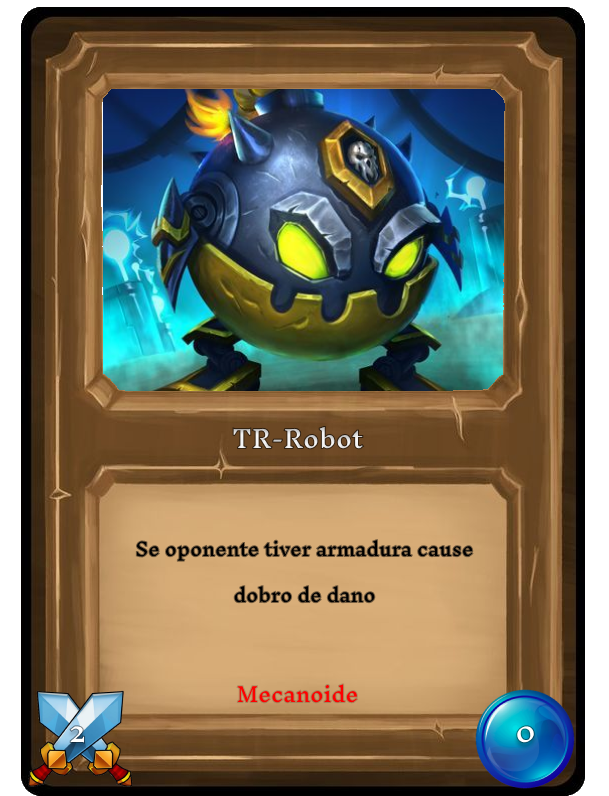 TR-Robot
Se oponente tiver armadura cause
dobro de dano
Mecanoide
2
0